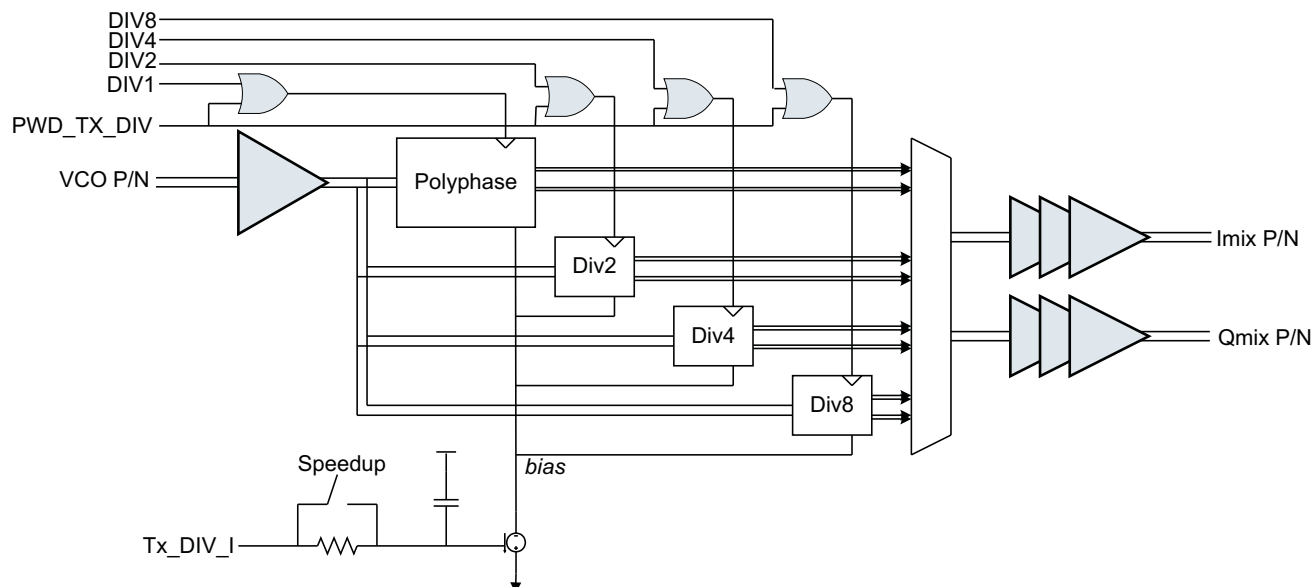 DIV8
DIV4
DIV2
DIV1
PWD_TX_DIV
VCO P/N
Polyphase
Div2
Div4
Div8
Imix P/N
Qmix P/N
bias
Speedup
Tx_DIV_I